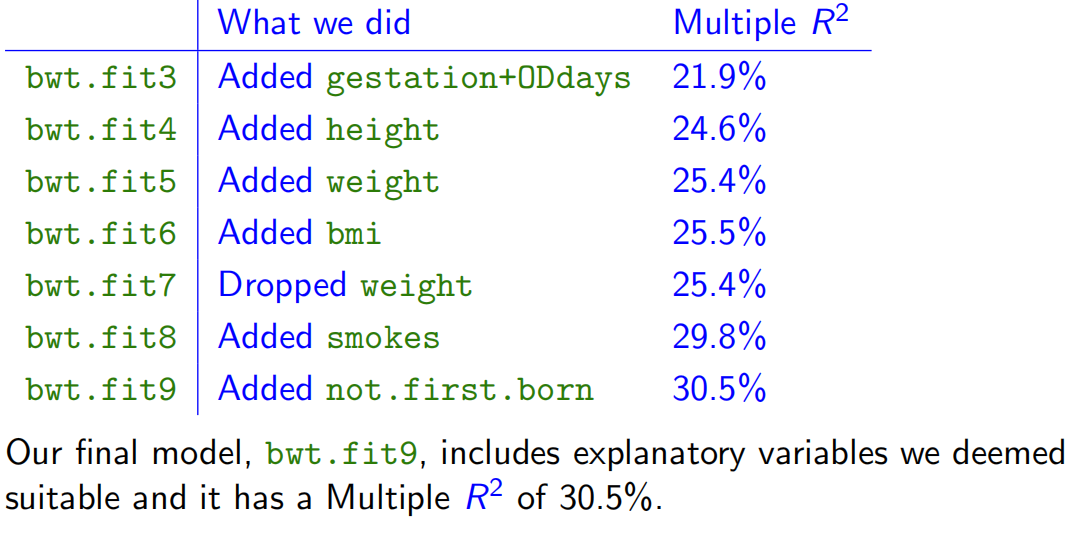 What we did Multiple R²
bwt.fit3 Added gestation+ODdays 21.9%
bwt.fit4 Added height 24.6%
bwt.fit5 Added weight 25.4%
bwt.fit6 Added bmi 25.5%
bwt.fit7 Dropped weight 25.4%
bwt.fit8 Added smokes 29.8%
bwt.fit9 Added not.first.born 30.5%
Our final model, bwt.fit9, includes explanatory variables we deemed
suitable and it has a Multiple R² of 30.5%.